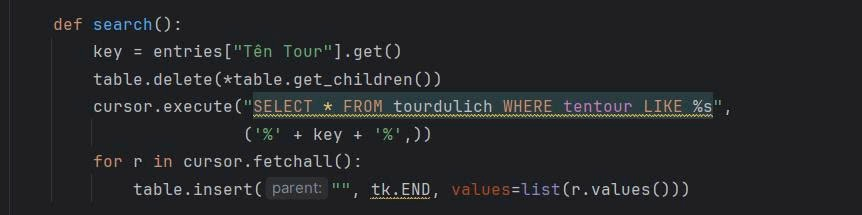 def search():
    key = entries["Tên Tour"].get()
    table.delete(*table.get_children())
    cursor.execute("SELECT * FROM tourdulich WHERE tentour LIKE %s",
                   ('%' + key + '%',))
    for r in cursor.fetchall():
        table.insert( parent: "", tk.END, values=list(r.values()))